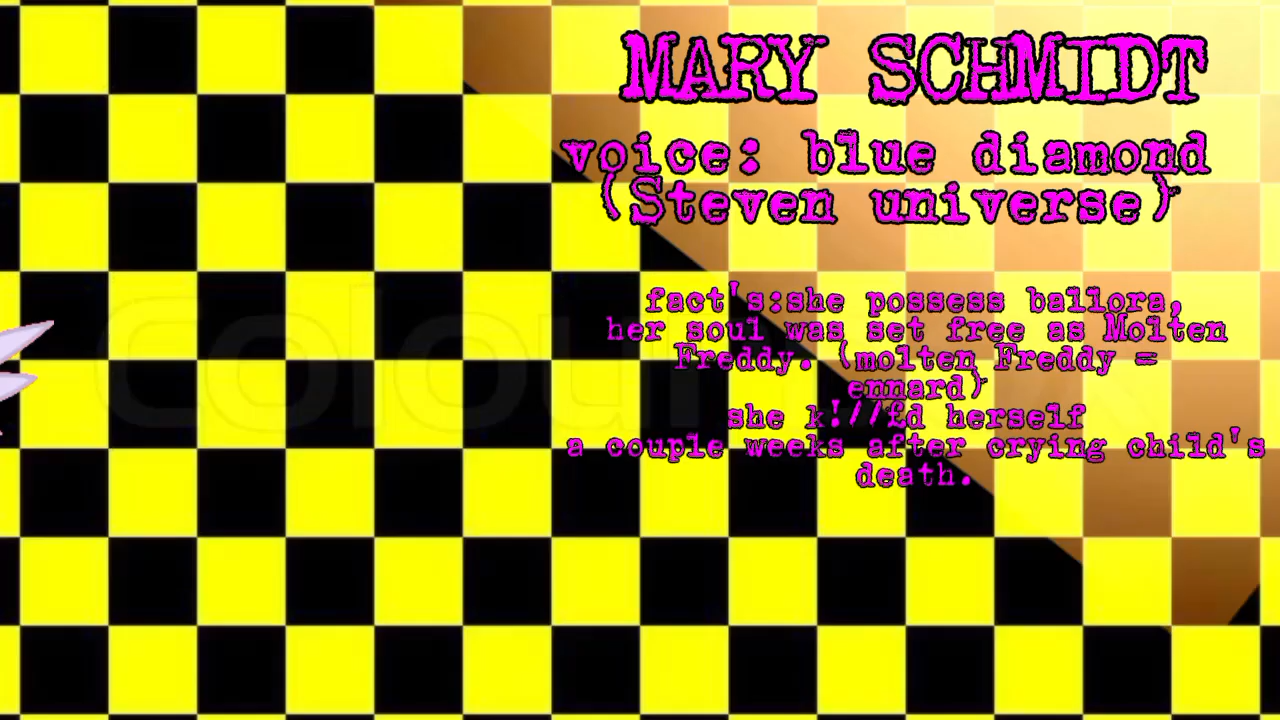 MARY SCHMIDT
voice: blue diamond
(Steven universe)
fact's:she possess ballora,
her soul was set free as Molten
Freddy. (molten Freddy =
ennard)
she k!//£d herself
a couple weeks after crying child's
death.